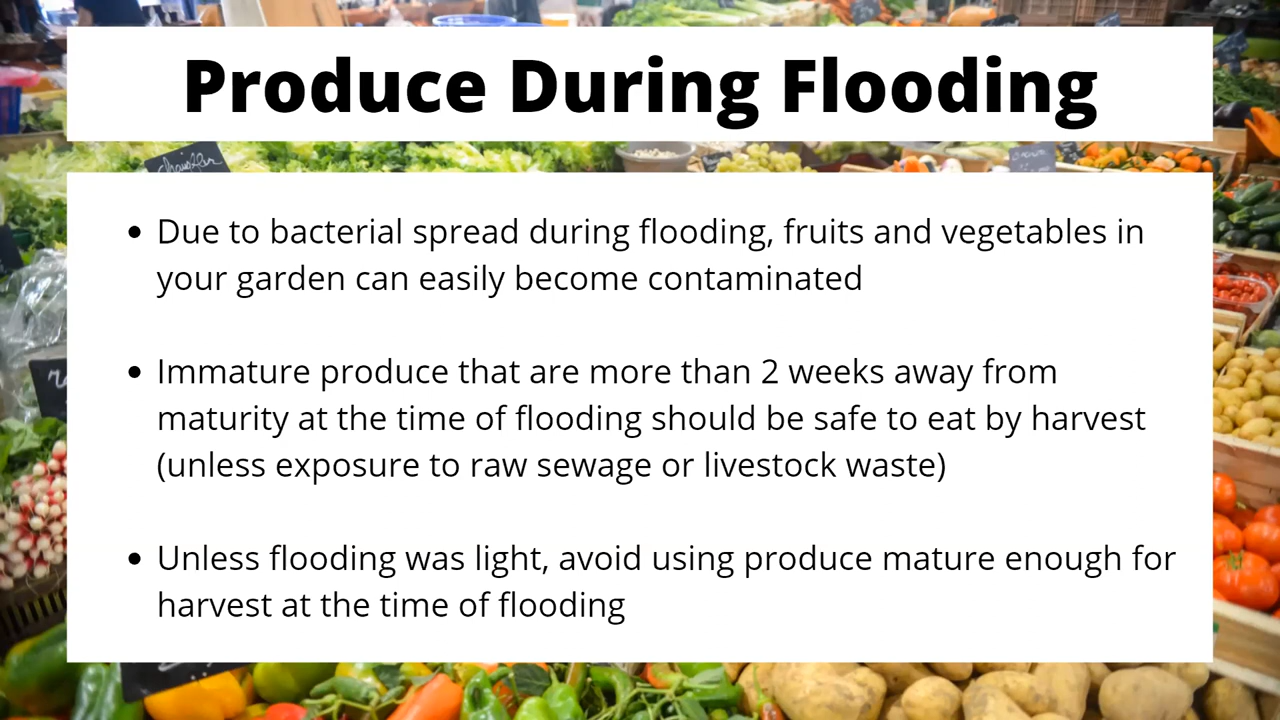 Produce During Flooding
• Due to bacterial spread during flooding, fruits and vegetables in
your garden can easily become contaminated
• Immature produce that are more than 2 weeks away from
maturity at the time of flooding should be safe to eat by harvest
(unless exposure to raw sewage or livestock waste)
• Unless flooding was light, avoid using produce mature enough for
harvest at the time of flooding